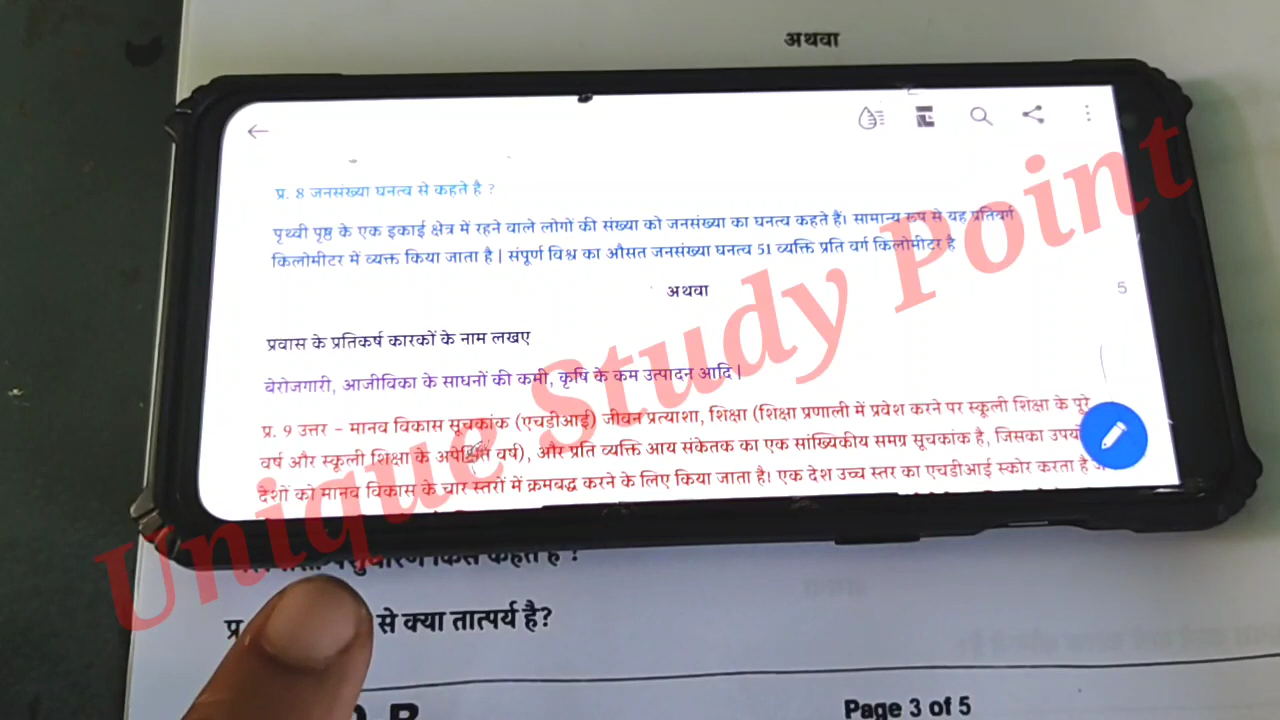 अथवा
प्र. 8 जनसंख्या घनत्व से कहते है ?
पृथ्वी पृष्ठ के एक इकाई क्षेत्र में रहने वाले लोगों की संख्या को जनसंख्या का घनत्व कहते हैं। सामान्य रूप से यह प्रतिवर्ग
किलोमीटर में व्यक्त किया जाता है | संपूर्ण विश्व का औसत जनसंख्या घनत्व 51 व्यक्ति प्रति वर्ग किलोमीटर है
अथवा
5
प्रवास के प्रतिकर्ष कारकों के नाम लखए
बेरोजगारी, आजीविका के साधनों की कमी, कृषि के कम उत्पादन आदि |
प्र. 9 उत्तर – मानव विकास सूचकांक (एचडीआई) जीवन प्रत्याशा, शिक्षा (शिक्षा प्रणाली में प्रवेश करने पर स्कूली शिक्षा के पूरे
वर्ष और स्कूली शिक्षा के अपेक्षित वर्ष), और प्रति व्यक्ति आय संकेतक का एक सांख्यिकीय समग्र सूचकांक है, जिसका
देशों को मानव विकास के चार स्तरों में क्रमबद्ध करने के लिए किया जाता है। एक देश उच्च स्तर का एचडीआई स्कोर करता है
Unique Study Point
किसे कहते है ?
प्र से क्या तात्पर्य है?
Page 3 of 5